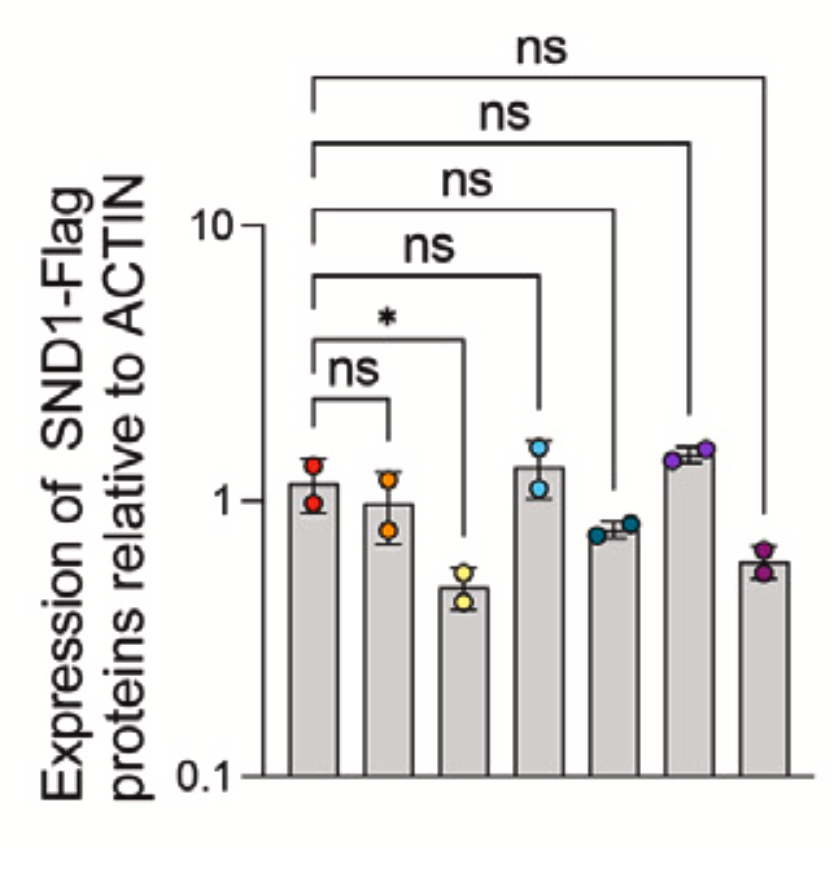 ns
ns
ns
ns
*
ns
Expression of SND1-Flag
proteins relative to ACTIN
10
1
0.1